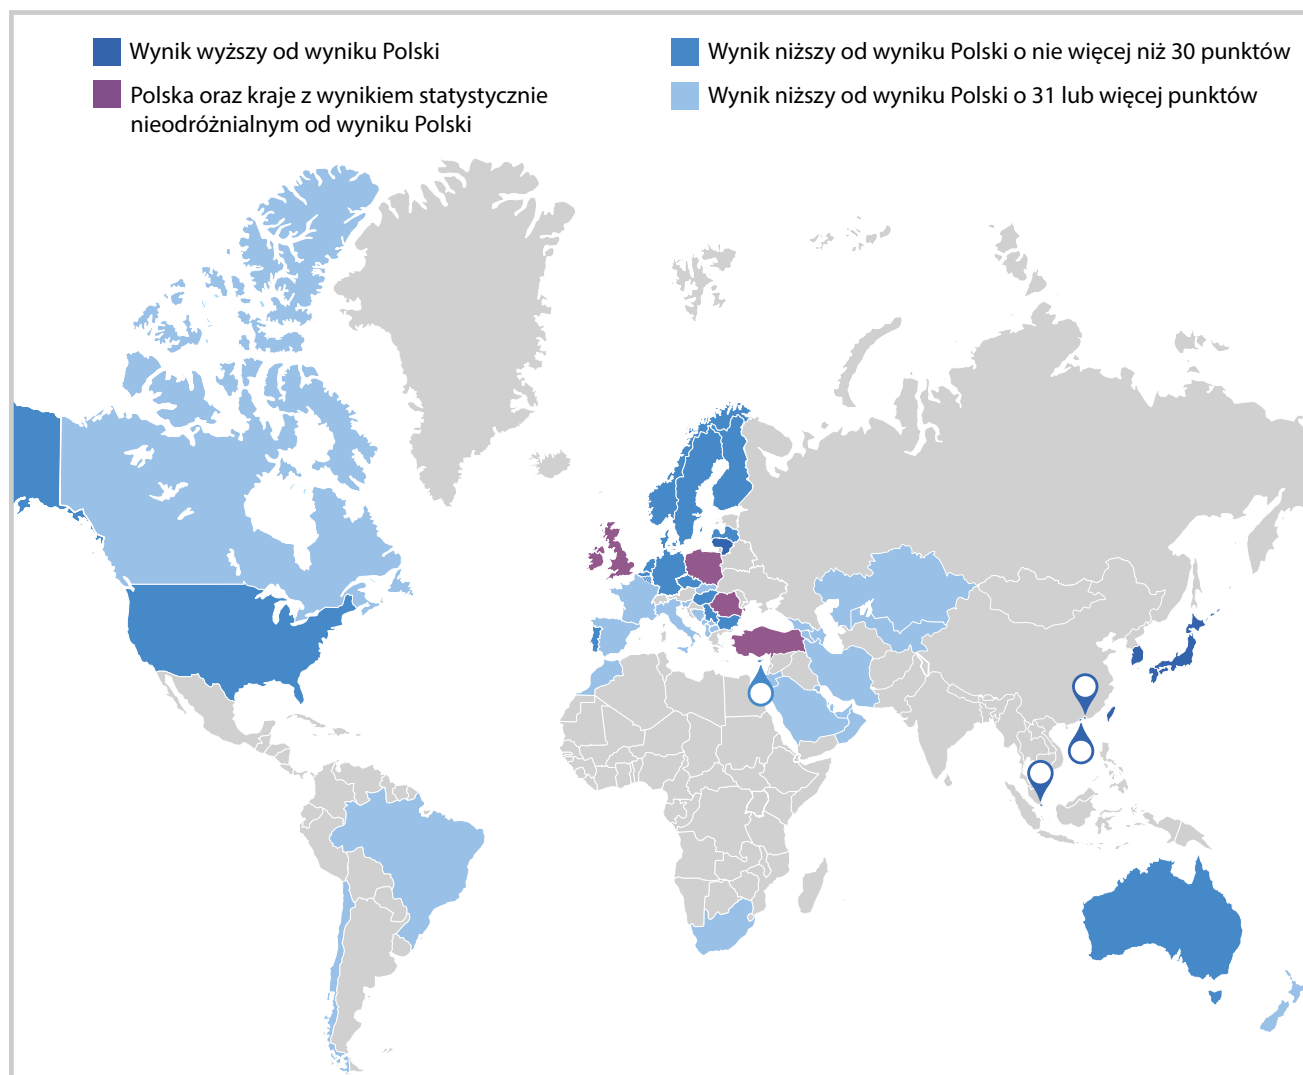 Wynik wyższy od wyniku Polski
Polska oraz kraje z wynikiem statystycznie
nieodróżnialnym od wyniku Polski
Wynik niższy od wyniku Polski o nie więcej niż 30 punktów
Wynik niższy od wyniku Polski o 31 lub więcej punktów